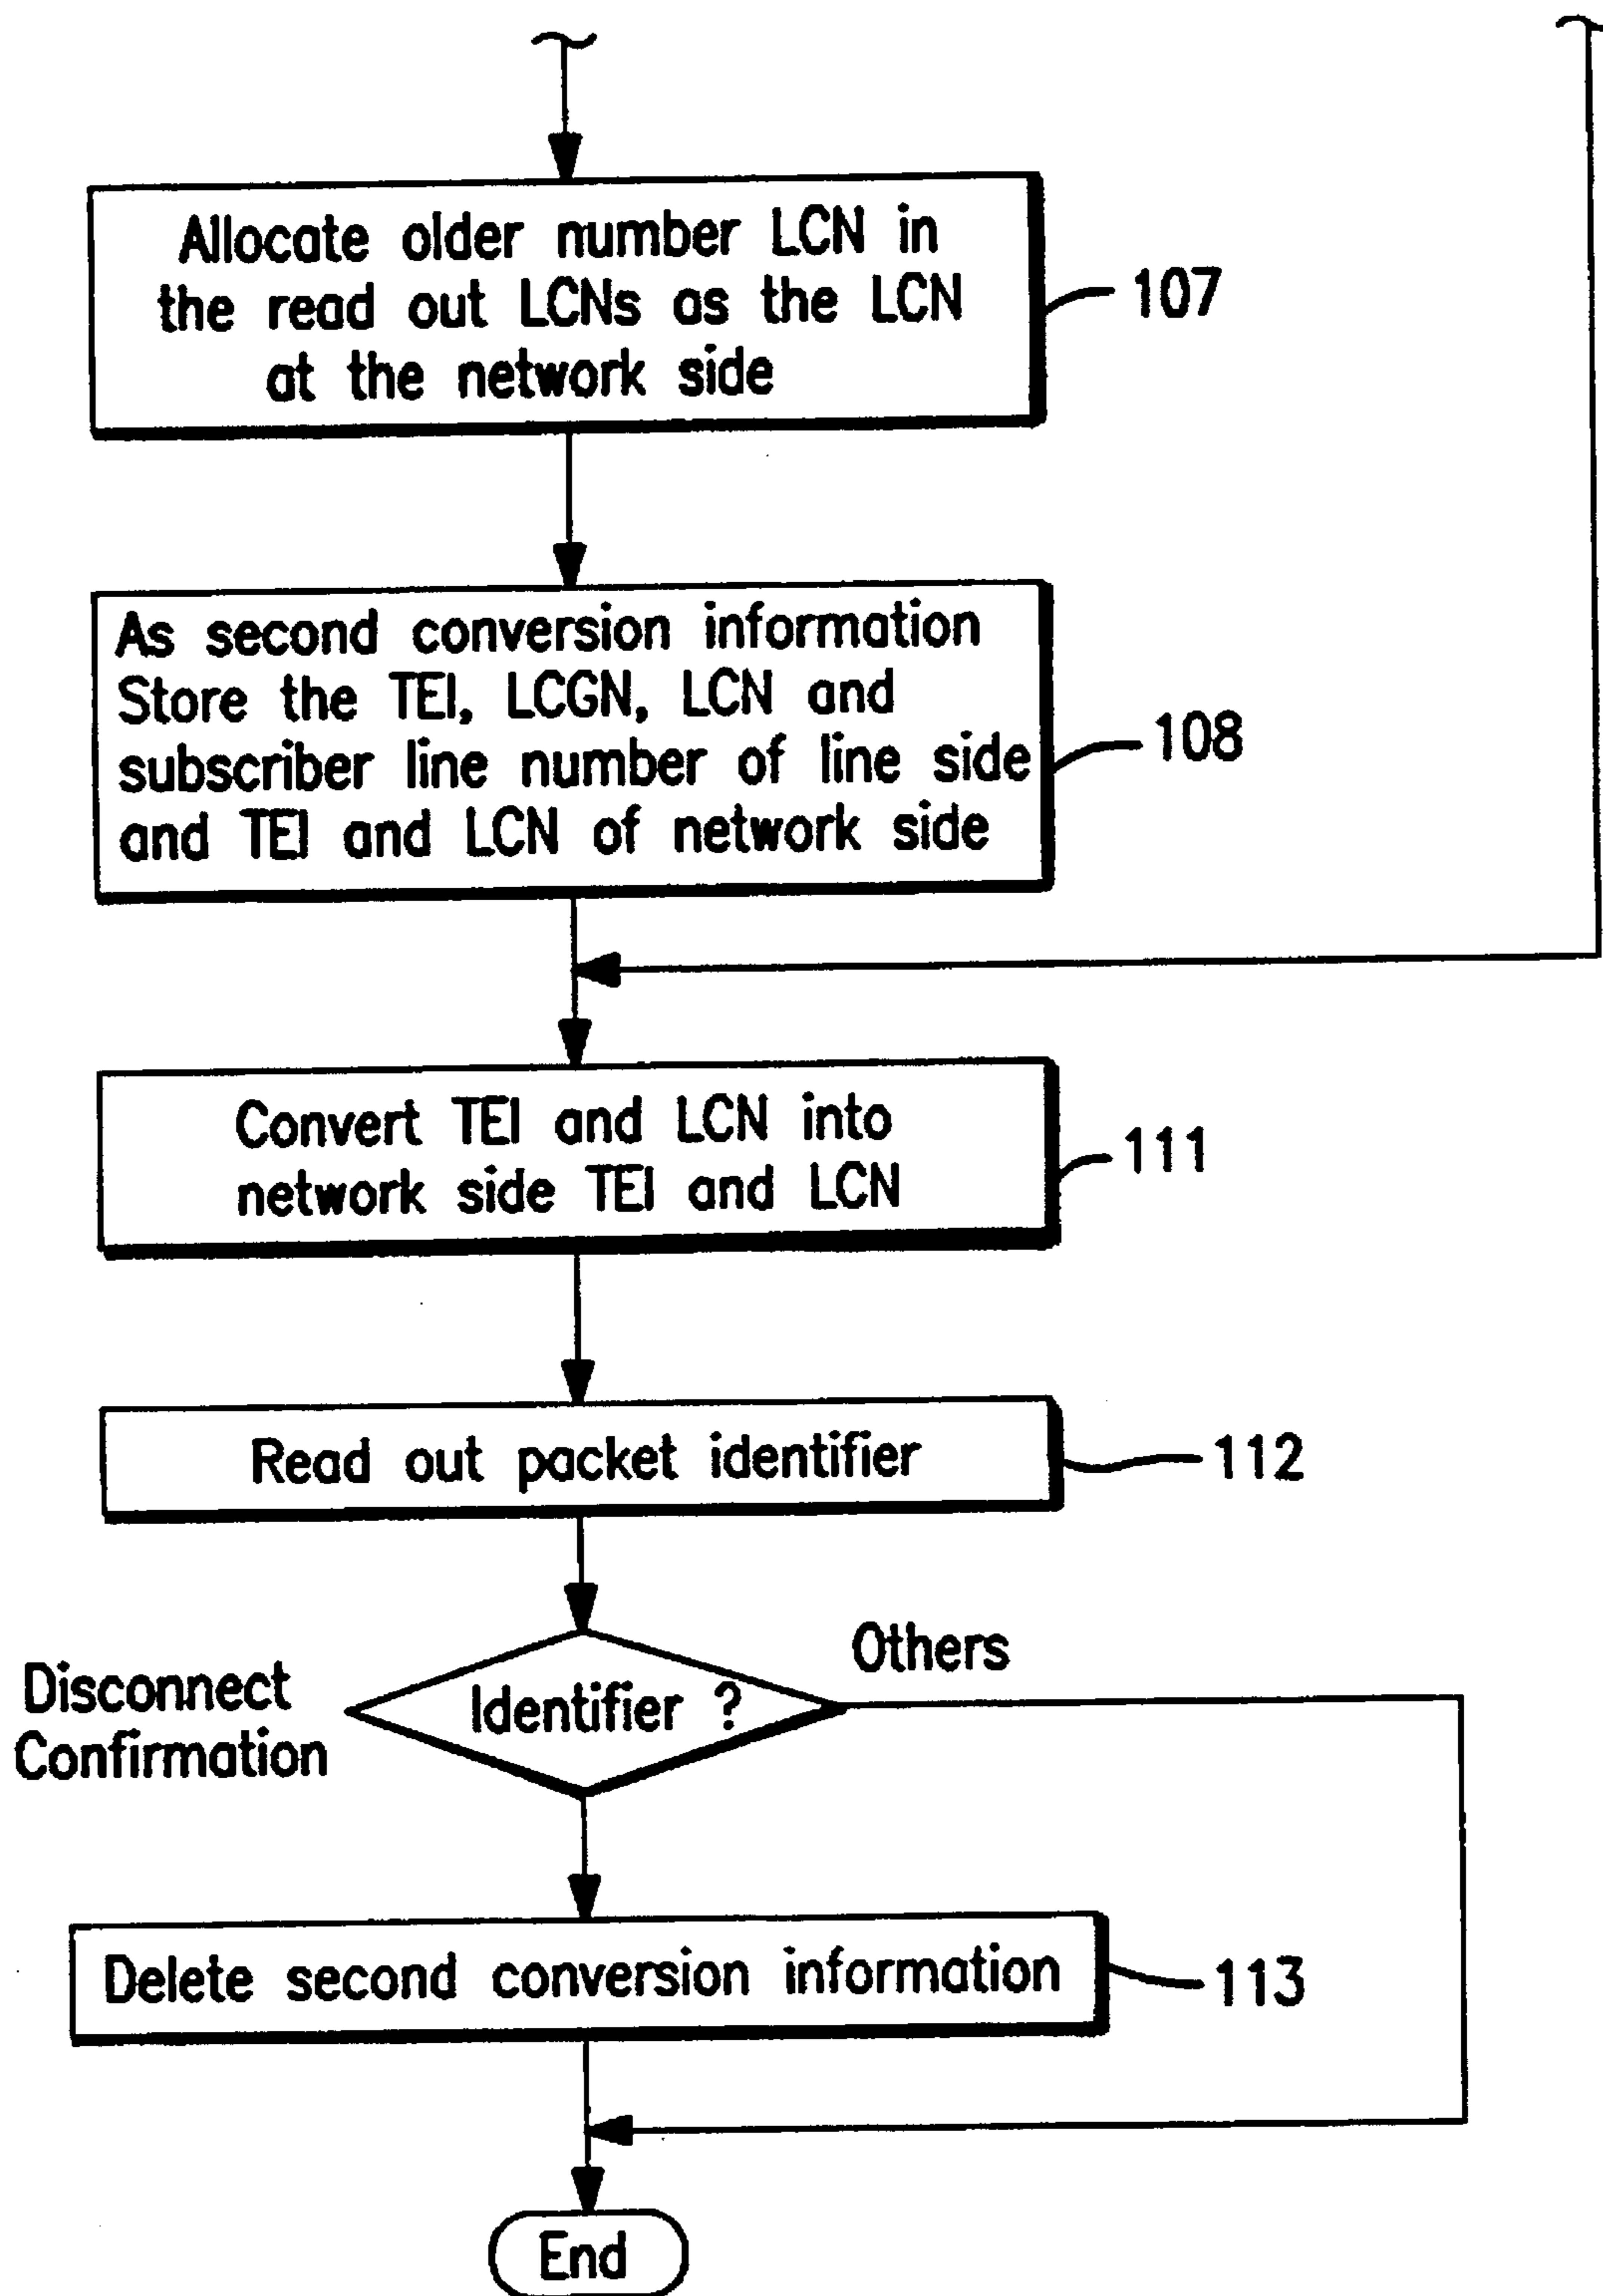 Allocate older number LCN in
the read out LCNs as the LCN
at the network side
107
As second conversion information
Store the TEI, LCGN, LCN and
subscriber line number of line side
and TEI and LCN of network side
108
Convert TEI and LCN into
network side TEI and LCN
111
Read out packet identifier
112
Others
Disconnect
Confirmation
Identifier ?
Delete second conversion information
113
End